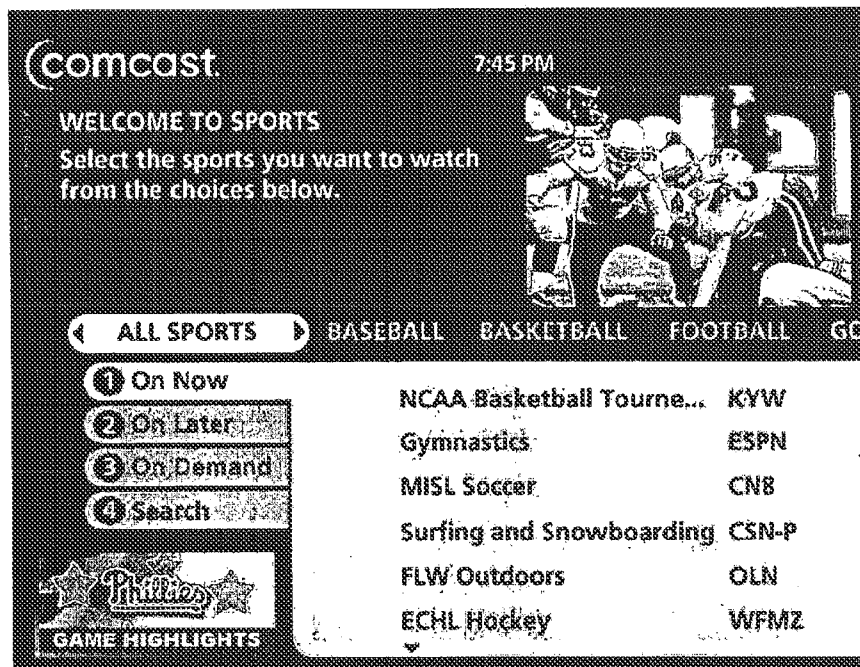 comcast.
7:45 PM
WELCOME TO SPORTS
Select the sports you want to watch
from the choices below.
ALL SPORTS BASEBALL BASKETBALL FOOTBALL GO
1 On Now
2 On Later
3 On Demand
4 Search
NCAA Basketball Tourne... KYW
Gymnastics ESPN
MISL Soccer CN8
Surfing and Snowboarding CSN-P
FLW Outdoors OLN
ECHL Hockey WFMZ
Phillies
GAME HIGHLIGHTS